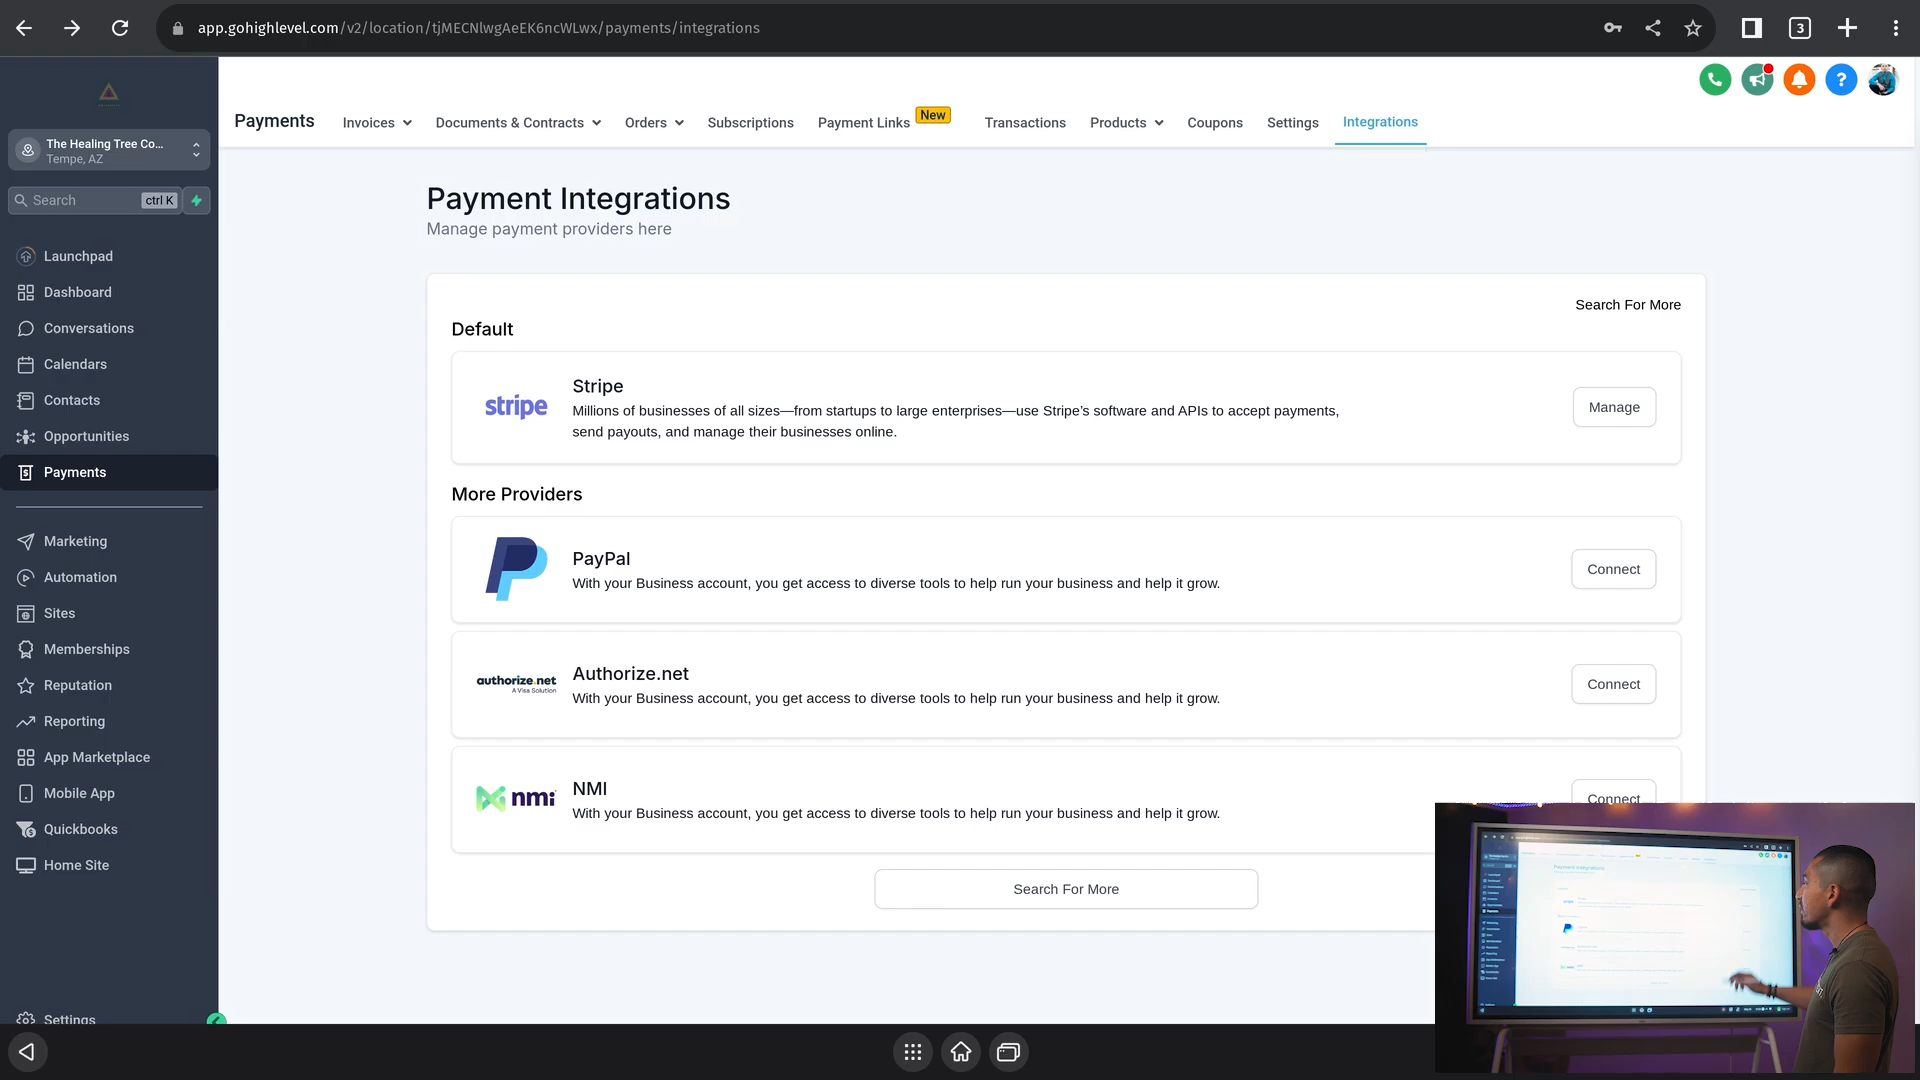 app.gohighlevel.com/v2/location/tjMECNlwgAeEK6ncWLwx/payments/integrations
3
The Healing Tree Co...
Tempe, AZ
Search
ctrl K
Launchpad
Dashboard
Conversations
Calendars
Contacts
Opportunities
Payments
Marketing
Automation
Sites
Memberships
Reputation
Reporting
App Marketplace
Mobile App
Quickbooks
Home Site
Settings
Payments
Invoices
Documents & Contracts
Orders
Subscriptions
Payment Links
New
Transactions
Products
Coupons
Settings
Integrations
Payment Integrations
Manage payment providers here
Search For More
Default
stripe
Stripe
Millions of businesses of all sizes—from startups to large enterprises—use Stripe’s software and APIs to accept payments,
send payouts, and manage their businesses online.
Manage
More Providers
PayPal
With your Business account, you get access to diverse tools to help run your business and help it grow.
Connect
authorize.net
A Visa Solution
Authorize.net
With your Business account, you get access to diverse tools to help run your business and help it grow.
Connect
nmi
NMI
With your Business account, you get access to diverse tools to help run your business and help it grow.
Connect
Search For More
Payment Integrations